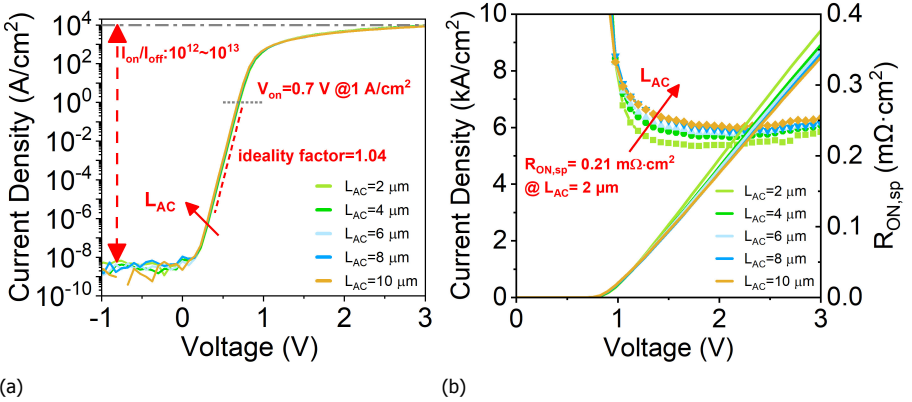 Current Density (A/cm²)
10⁴
10²
10⁰
10⁻²
10⁻⁴
10⁻⁶
10⁻⁸
10⁻¹⁰
I_on/I_off:10¹²~10¹³
V_on=0.7 V @1 A/cm²
ideality factor=1.04
L_AC
L_AC=2 μm
L_AC=4 μm
L_AC=6 μm
L_AC=8 μm
L_AC=10 μm
-1 0 1 2 3
Voltage (V)
(a)
Current Density (kA/cm²)
10
8
6
4
2
0
L_AC
R_ON,sp= 0.21 mΩ·cm²
@ L_AC= 2 μm
L_AC=2 μm
L_AC=4 μm
L_AC=6 μm
L_AC=8 μm
L_AC=10 μm
0 1 2 3
Voltage (V)
0.4
0.3
0.2
0.1
0.0
R_ON,sp (mΩ·cm²)
(b)